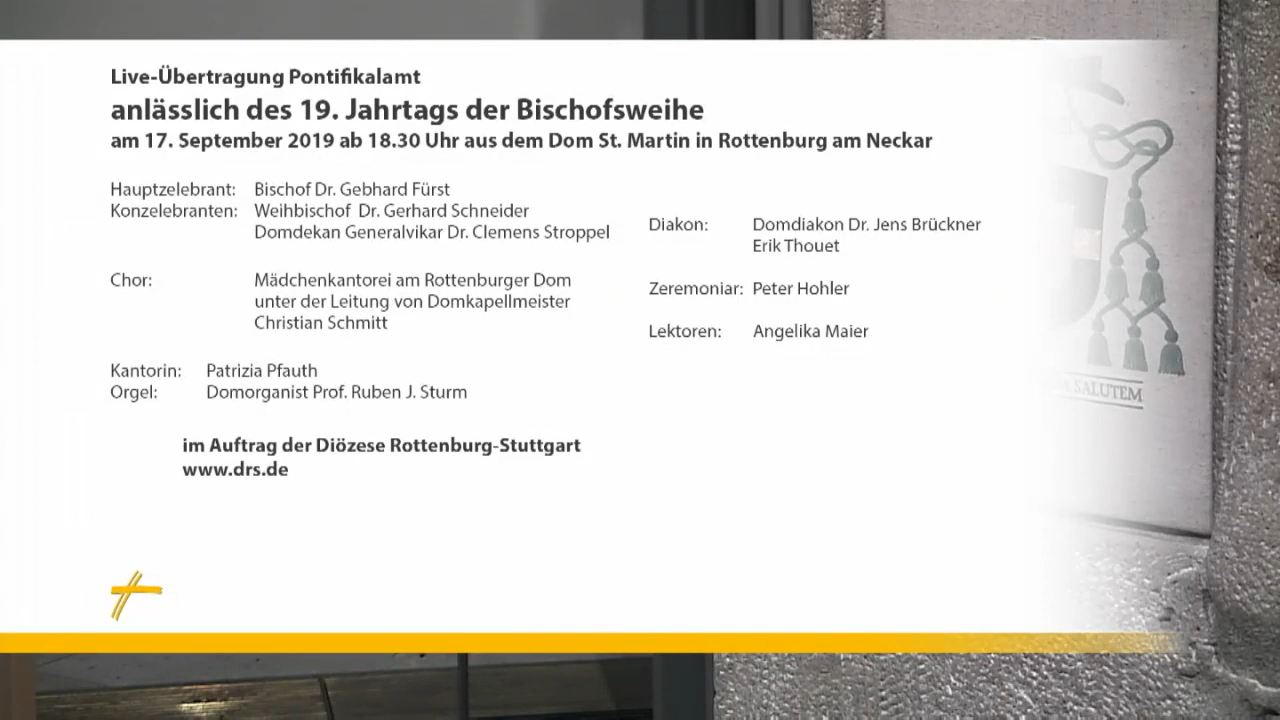 Live-Übertragung Pontifikalamt
anlässlich des 19. Jahrtags der Bischofsweihe
am 17. September 2019 ab 18.30 Uhr aus dem Dom St. Martin in Rottenburg am Neckar
Hauptzelebrant: Bischof Dr. Gebhard Fürst
Konzelebranten: Weihbischof Dr. Gerhard Schneider
Domdekan Generalvikar Dr. Clemens Stroppel
Chor: Mädchenkantorei am Rottenburger Dom
unter der Leitung von Domkapellmeister
Christian Schmitt
Kantorin: Patrizia Pfauth
Orgel: Domorganist Prof. Ruben J. Sturm
Diakon: Domdiakon Dr. Jens Brückner
Erik Thouet
Zeremoniar: Peter Hohler
Lektoren: Angelika Maier
im Auftrag der Diözese Rottenburg-Stuttgart
www.drs.de
SALUTEM